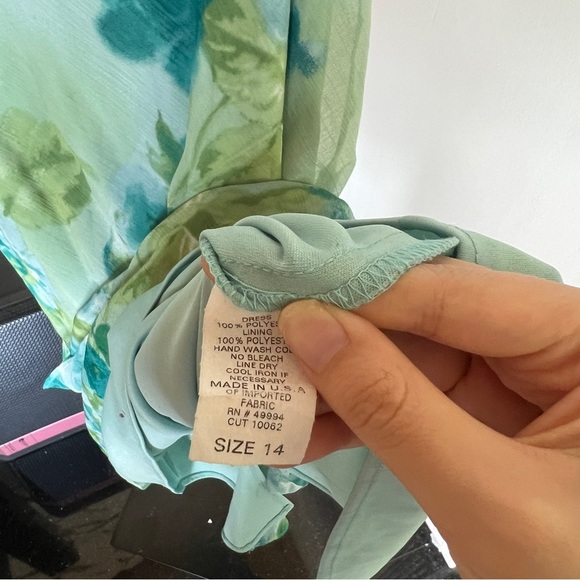 DRESS
100% POLYES
LINING
100% POLYEST
HAND WASH COL
NO BLEACH
LINE DRY
COOL IRON IF
NECESSARY
MADE IN U.S.A
OF IMPORTED
FABRIC
RN # 49994
CUT 10062
SIZE 14